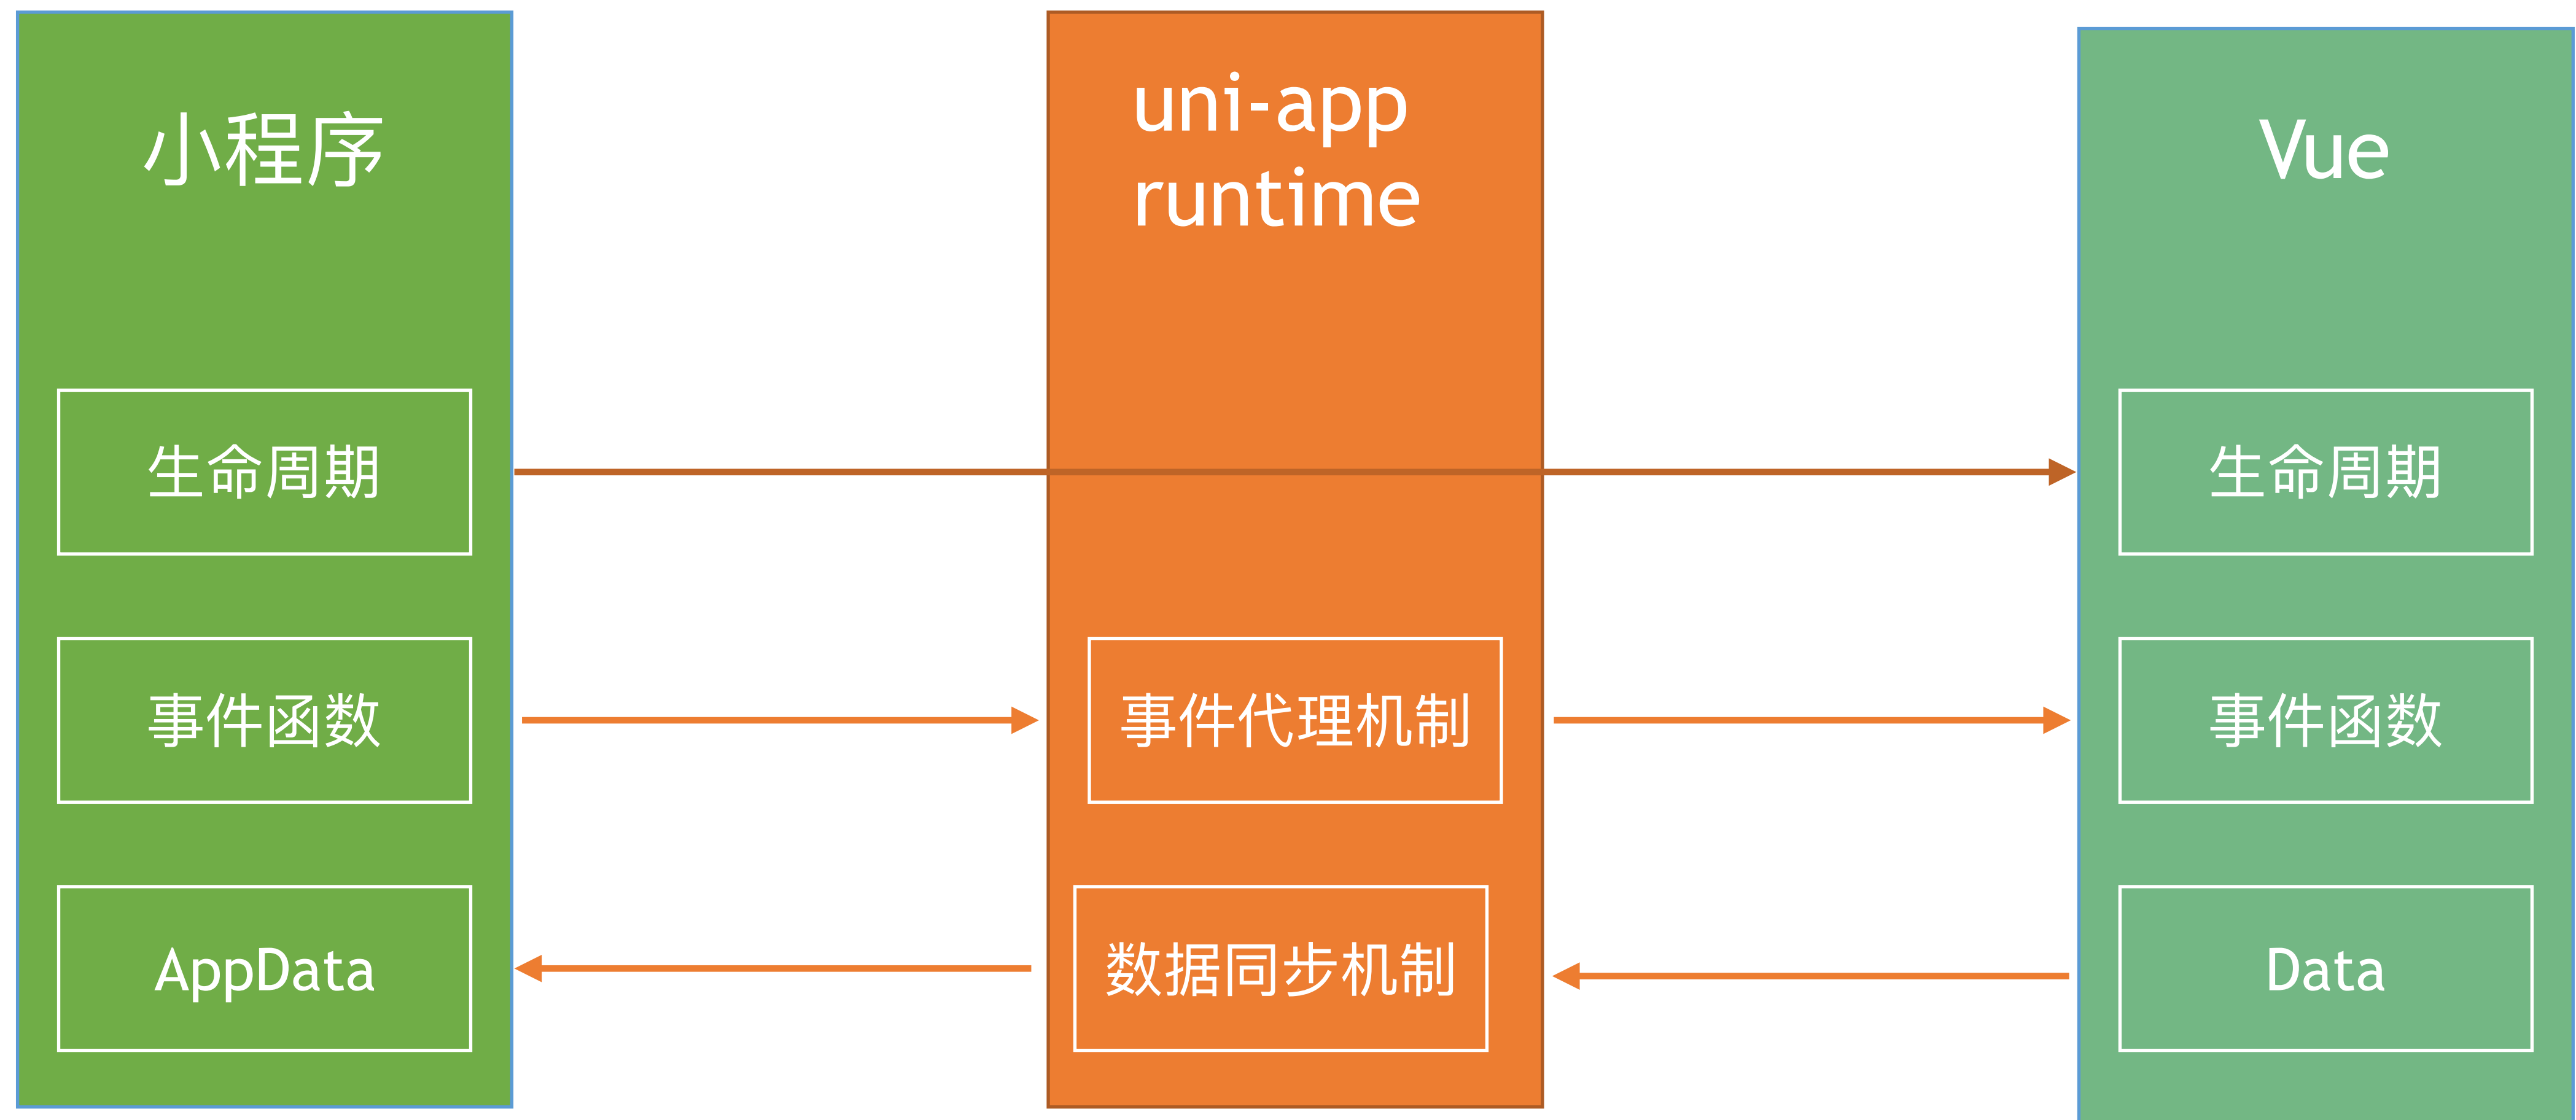 小程序
uni-app
runtime
Vue
生命周期
生命周期
事件函数
事件代理机制
事件函数
AppData
数据同步机制
Data